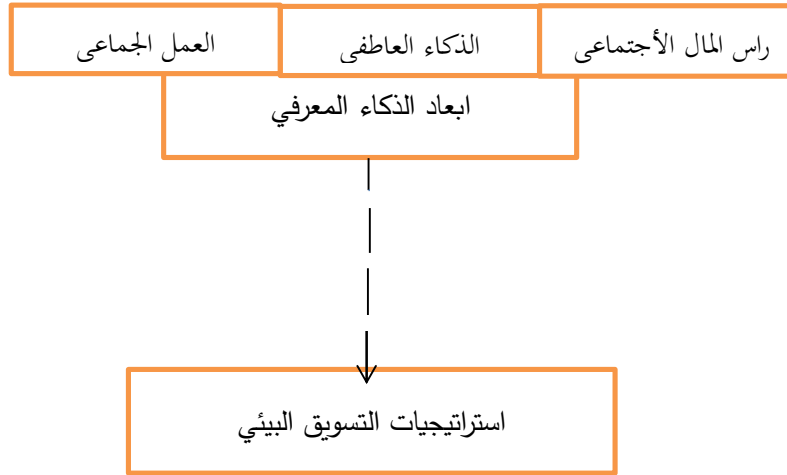 راس المال الأجتماعى
الذكاء العاطفى
العمل الجماعى
ابعاد الذكاء المعرفي
استراتيجيات التسويق البيئي